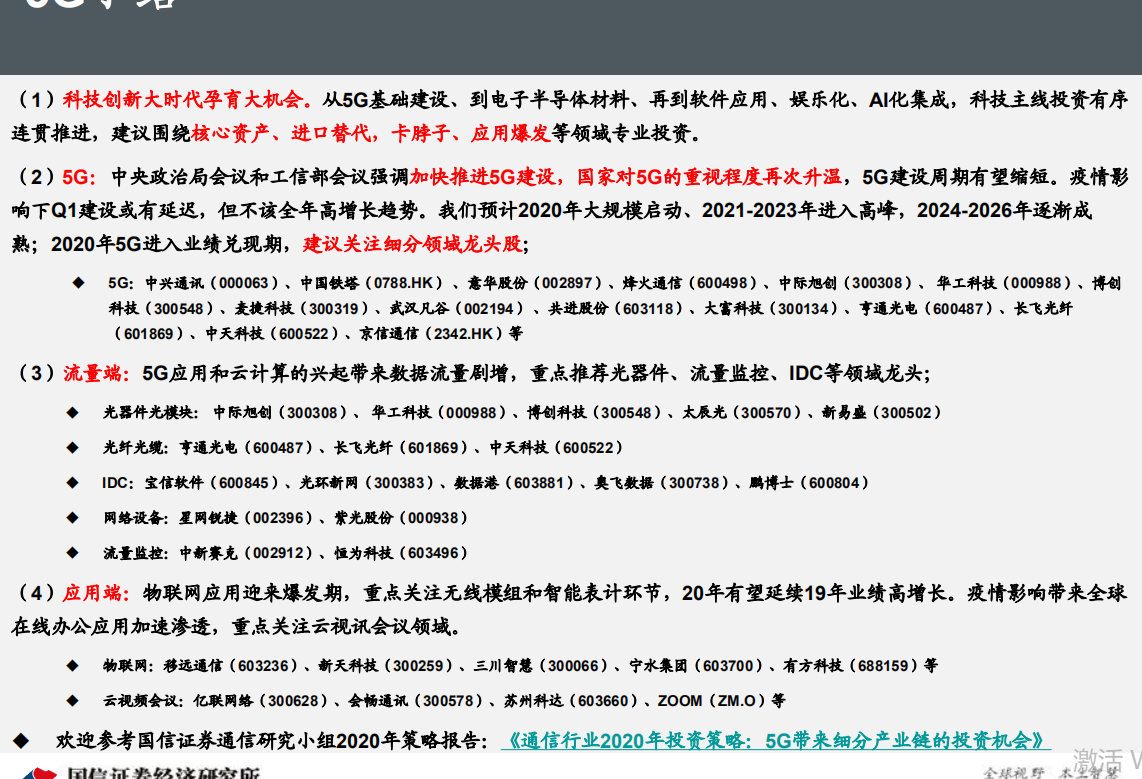 （1）科技创新大时代孕育大机会。从5G基础建设、到电子半导体材料、再到软件应用、娱乐化、AI化集成，科技主线投资有序
连贯推进，建议围绕核心资产、进口替代，卡脖子、应用爆发等领域专业投资。
（2）5G：中央政治局会议和工信部会议强调加快推进5G建设，国家对5G的重视程度再次升温，5G建设周期有望缩短。疫情影
响下Q1建设或有延迟，但不该全年高增长趋势。我们预计2020年大规模启动、2021-2023年进入高峰，2024-2026年逐渐成
熟；2020年5G进入业绩兑现期，建议关注细分领域龙头股；
◆ 5G：中兴通讯（000063）、中国铁塔（0788.HK）、意华股份（002897）、烽火通信（600498）、中际旭创（300308）、华工科技（000988）、博创
科技（300548）、麦捷科技（300319）、武汉凡谷（002194）、共进股份（603118）、大富科技（300134）、亨通光电（600487）、长飞光纤
（601869）、中天科技（600522）、京信通信（2342.HK）等
（3）流量端：5G应用和云计算的兴起带来数据流量剧增，重点推荐光器件、流量监控、IDC等领域龙头；
◆ 光器件光模块：中际旭创（300308）、华工科技（000988）、博创科技（300548）、太辰光（300570）、新易盛（300502）
◆ 光纤光缆：亨通光电（600487）、长飞光纤（601869）、中天科技（600522）
◆ IDC：宝信软件（600845）、光环新网（300383）、数据港（603881）、奥飞数据（300738）、鹏博士（600804）
◆ 网络设备：星网锐捷（002396）、紫光股份（000938）
◆ 流量监控：中新赛克（002912）、恒为科技（603496）
（4）应用端：物联网应用迎来爆发期，重点关注无线模组和智能表计环节，20年有望延续19年业绩高增长。疫情影响带来全球
在线办公应用加速渗透，重点关注云视讯会议领域。
◆ 物联网：移远通信（603236）、新天科技（300259）、三川智慧（300066）、宁水集团（603700）、有方科技（688159）等
◆ 云视频会议：亿联网络（300628）、会畅通讯（300578）、苏州科达（603660）、ZOOM（ZM.O）等
◆ 欢迎参考国信证券通信研究小组2020年策略报告：《通信行业2020年投资策略：5G带来细分产业链的投资机会》
国信证券经济研究所
全球视野
激活